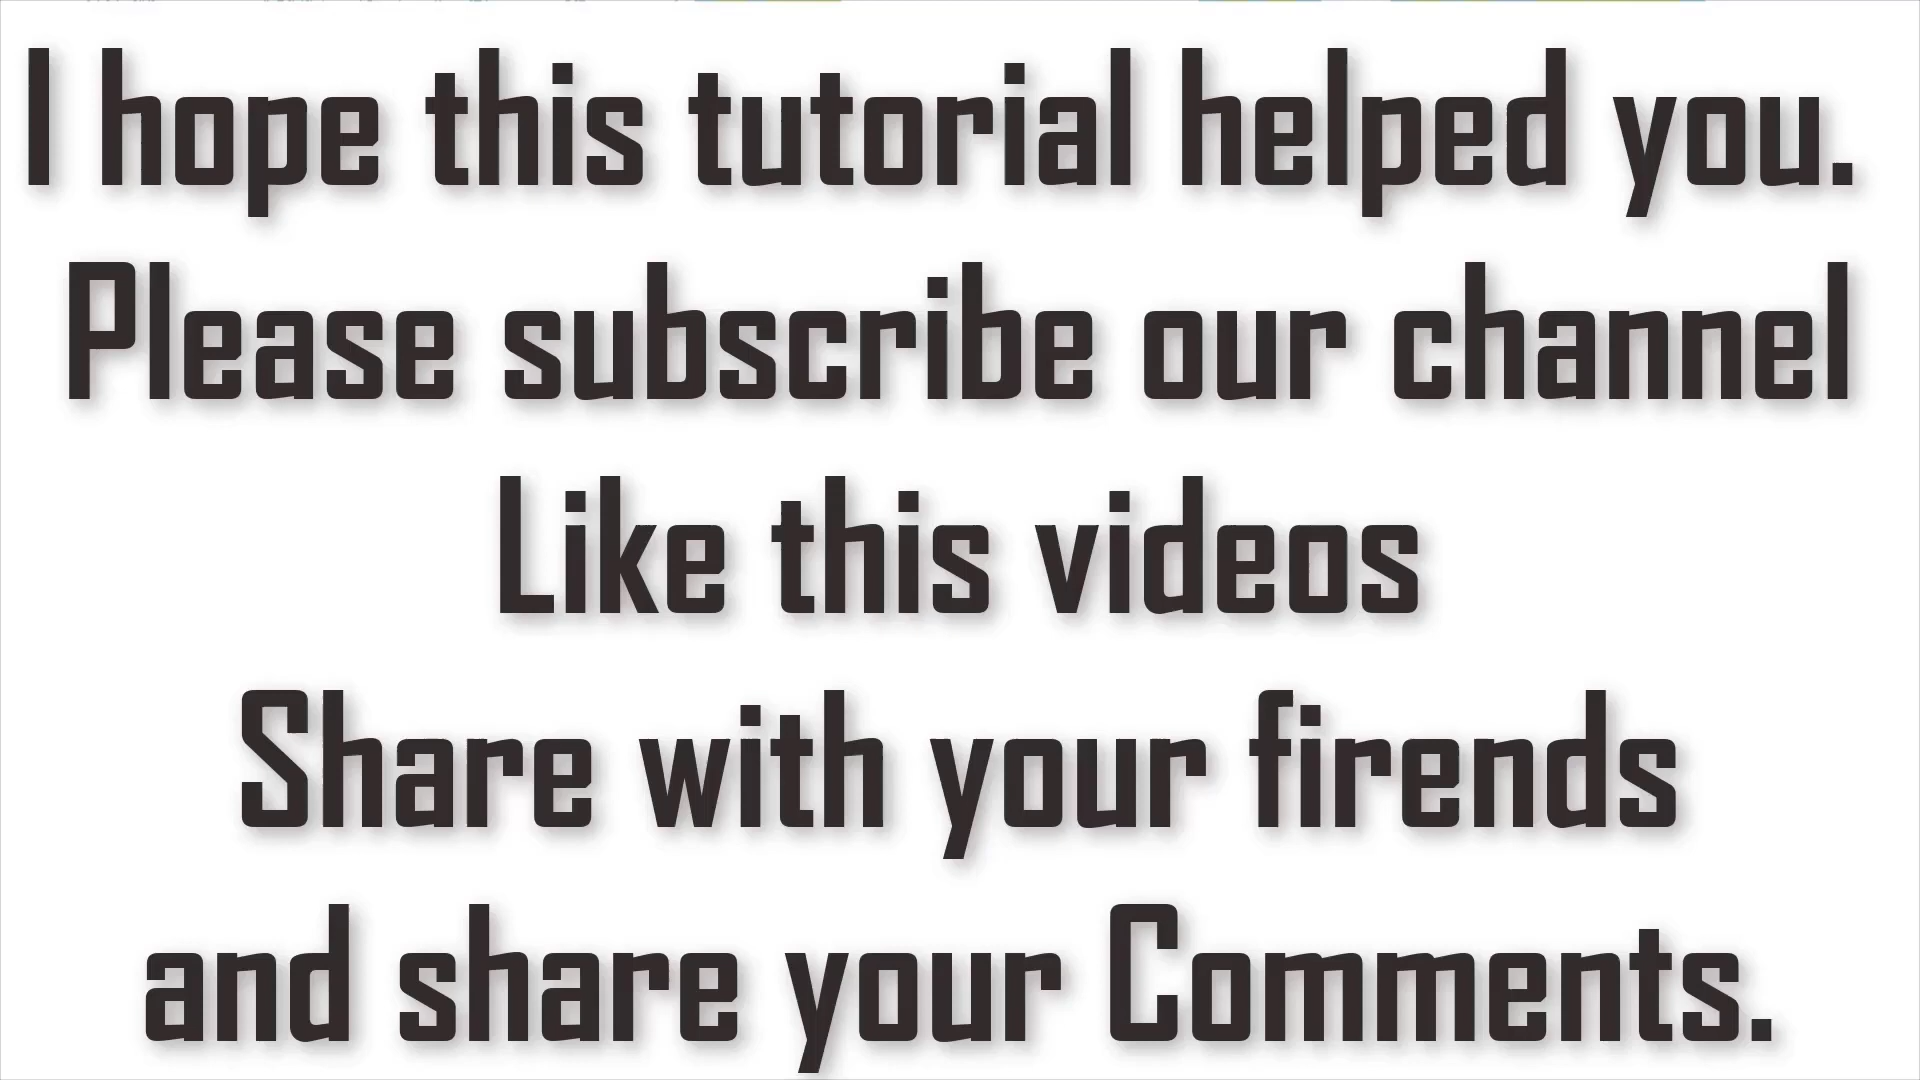 I hope this tutorial helped you.
Please subscribe our channel
Like this videos
Share with your firends
and share your Comments.